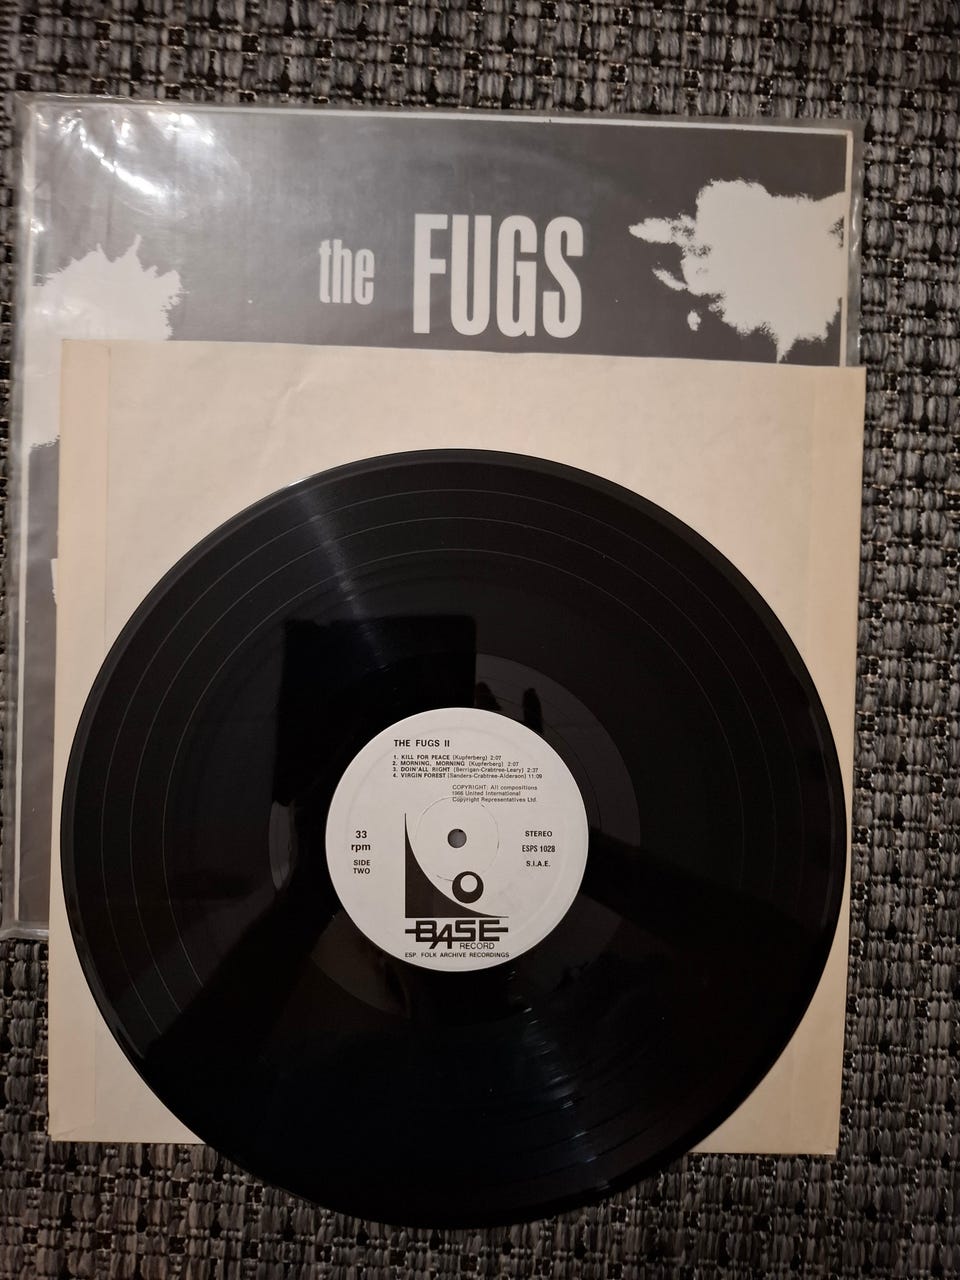 the FUGS
THE FUGS II
1. KILL FOR PEACE (Kupferberg) 2:07
2. MORNING, MORNING (Kupferberg) 2:07
3. DOIN'ALL RIGHT (Berrigan-Crabtree-Leary) 2:37
4. VIRGIN FOREST (Sanders-Crabtree-Alderson) 11:09
COPYRIGHT: All compositions
1966 United International
Copyright Representatives Ltd.
33
rpm
SIDE
TWO
STEREO
ESPS 1028
S.I.A.E.
BASE
RECORD
ESP. FOLK ARCHIVE RECORDINGS